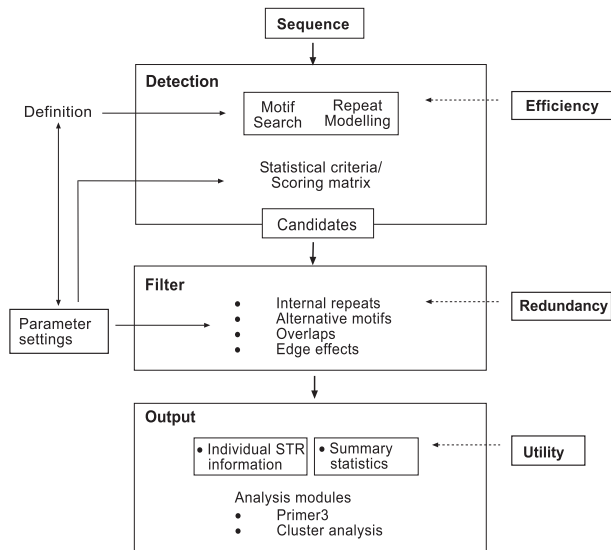 Sequence
Detection
Definition
Motif
Search
Repeat
Modelling
Efficiency
Statistical criteria/
Scoring matrix
Candidates
Filter
Parameter
settings
• Internal repeats
• Alternative motifs
• Overlaps
• Edge effects
Redundancy
Output
• Individual STR
information
• Summary
statistics
Utility
Analysis modules
• Primer3
• Cluster analysis